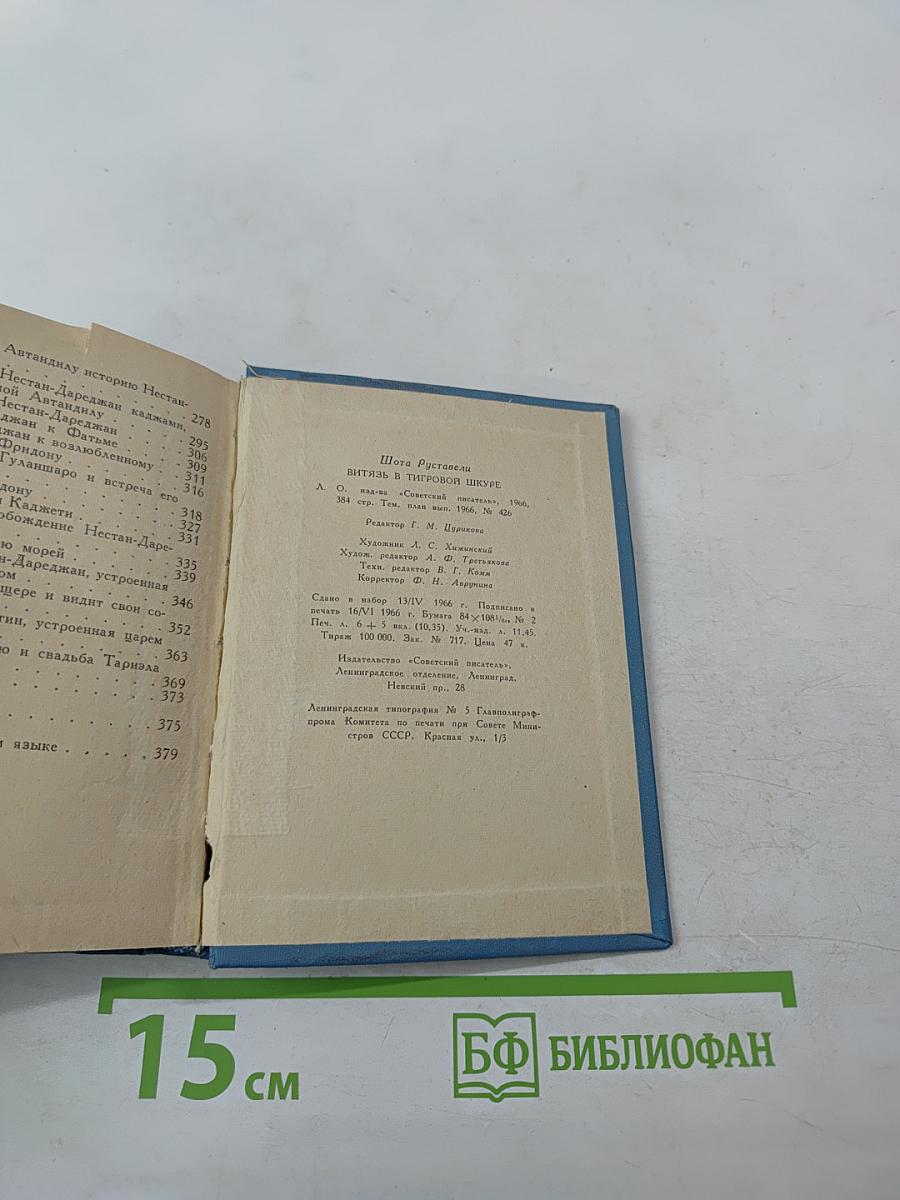 Автандилу историю Нестан-
. . . . . . . . . . 278
Нестан-Дареджан каджами,
ной Автандилу . . . . 295
Нестан-Дареджан . . . . 306
джан к Фатьме . . . . 309
джан к возлюбленному . 311
Фридону . . . . . 316
Гуланшаро и встреча его
. . . . . . . . 318
дону . . . . . . 327
Каджети . . . . . 331
обождение Нестан-Даре-
. . . . . . . . 335
ю морей . . . . . 339
н-Дареджан, устроенная
ом . . . . . . . 346
щере и видит свои со-
. . . . . . . . 352
тин, устроенная царем
. . . . . . . . 363
ю и свадьба Тариэла
. . . . . . . . 369
. . . . . . . . 373
. . . . . . . . 375
языке . . . . . 379
Шота Руставели
ВИТЯЗЬ В ТИГРОВОЙ ШКУРЕ
Л. О. изд-ва «Советский писатель», 1966,
384 стр. Тем. план вып. 1966, № 426
Редактор Г. М. Цурикова
Художник Л. С. Хижинский
Худож. редактор А. Ф. Третьякова
Техн. редактор В. Г. Комм
Корректор Ф. Н. Аврунина
Сдано в набор 13/IV 1966 г. Подписано в
печать 16/VI 1966 г. Бумага 84×108¹/₆₄, № 2
Печ. л. 6 + 5 вкл. (10,35). Уч.-изд. л. 11,45.
Тираж 100 000. Зак. № 717. Цена 47 к.
Издательство «Советский писатель»,
Ленинградское отделение, Ленинград,
Невский пр., 28
Ленинградская типография № 5 Главполиграф-
прома Комитета по печати при Совете Мини-
стров СССР. Красная ул., 1/3
15 см
БФ БИБЛИОФАН